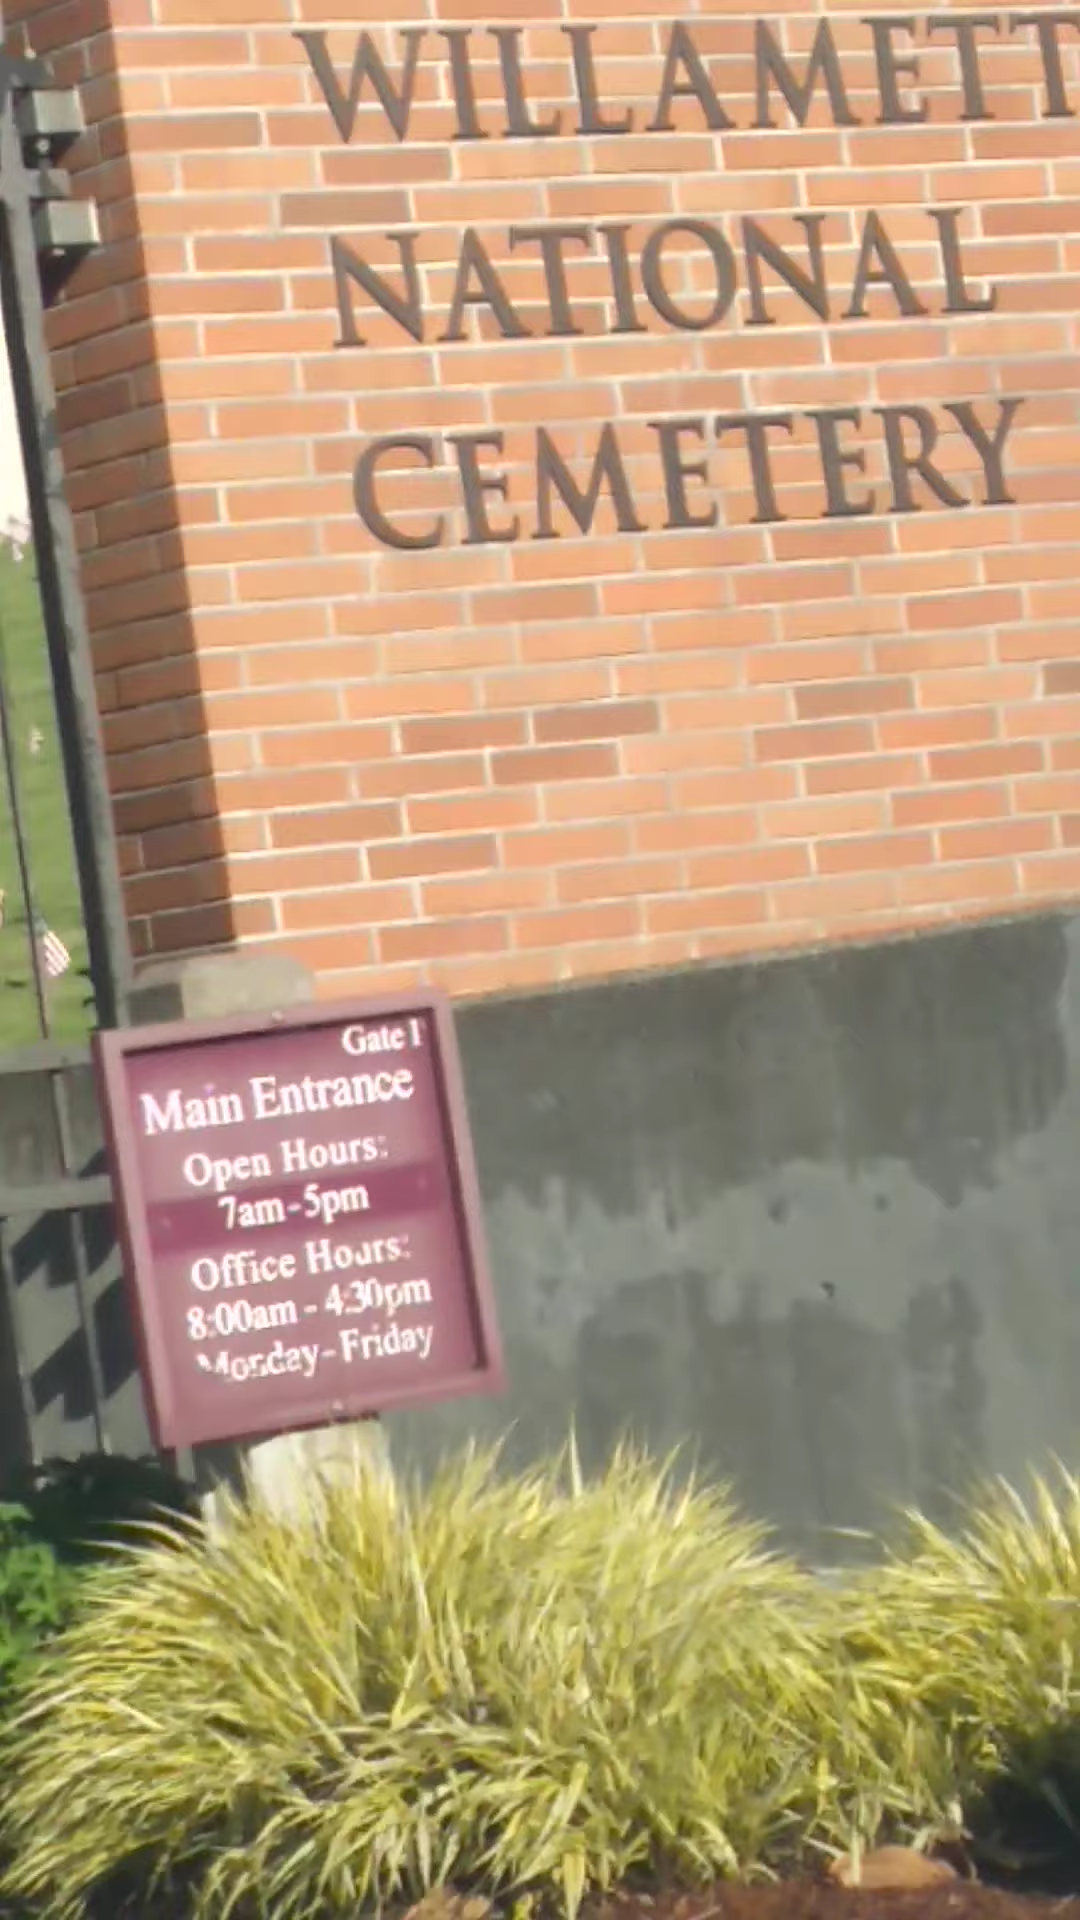 WILLAMETT
NATIONAL
CEMETERY
Gate 1
Main Entrance
Open Hours:
7am-5pm
Office Hours:
8:00am - 4:30pm
Monday-Friday